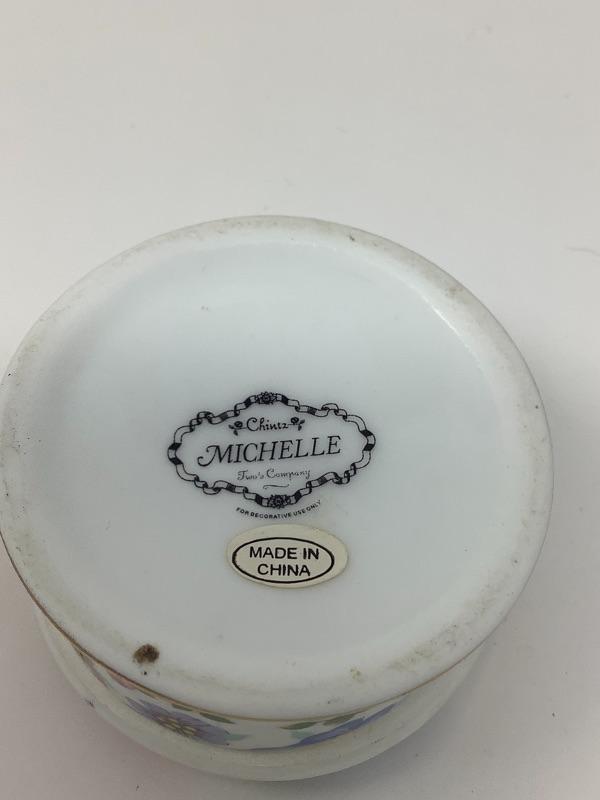 Chintz
MICHELLE
Two's Company
FOR DECORATIVE USE ONLY
MADE IN
CHINA